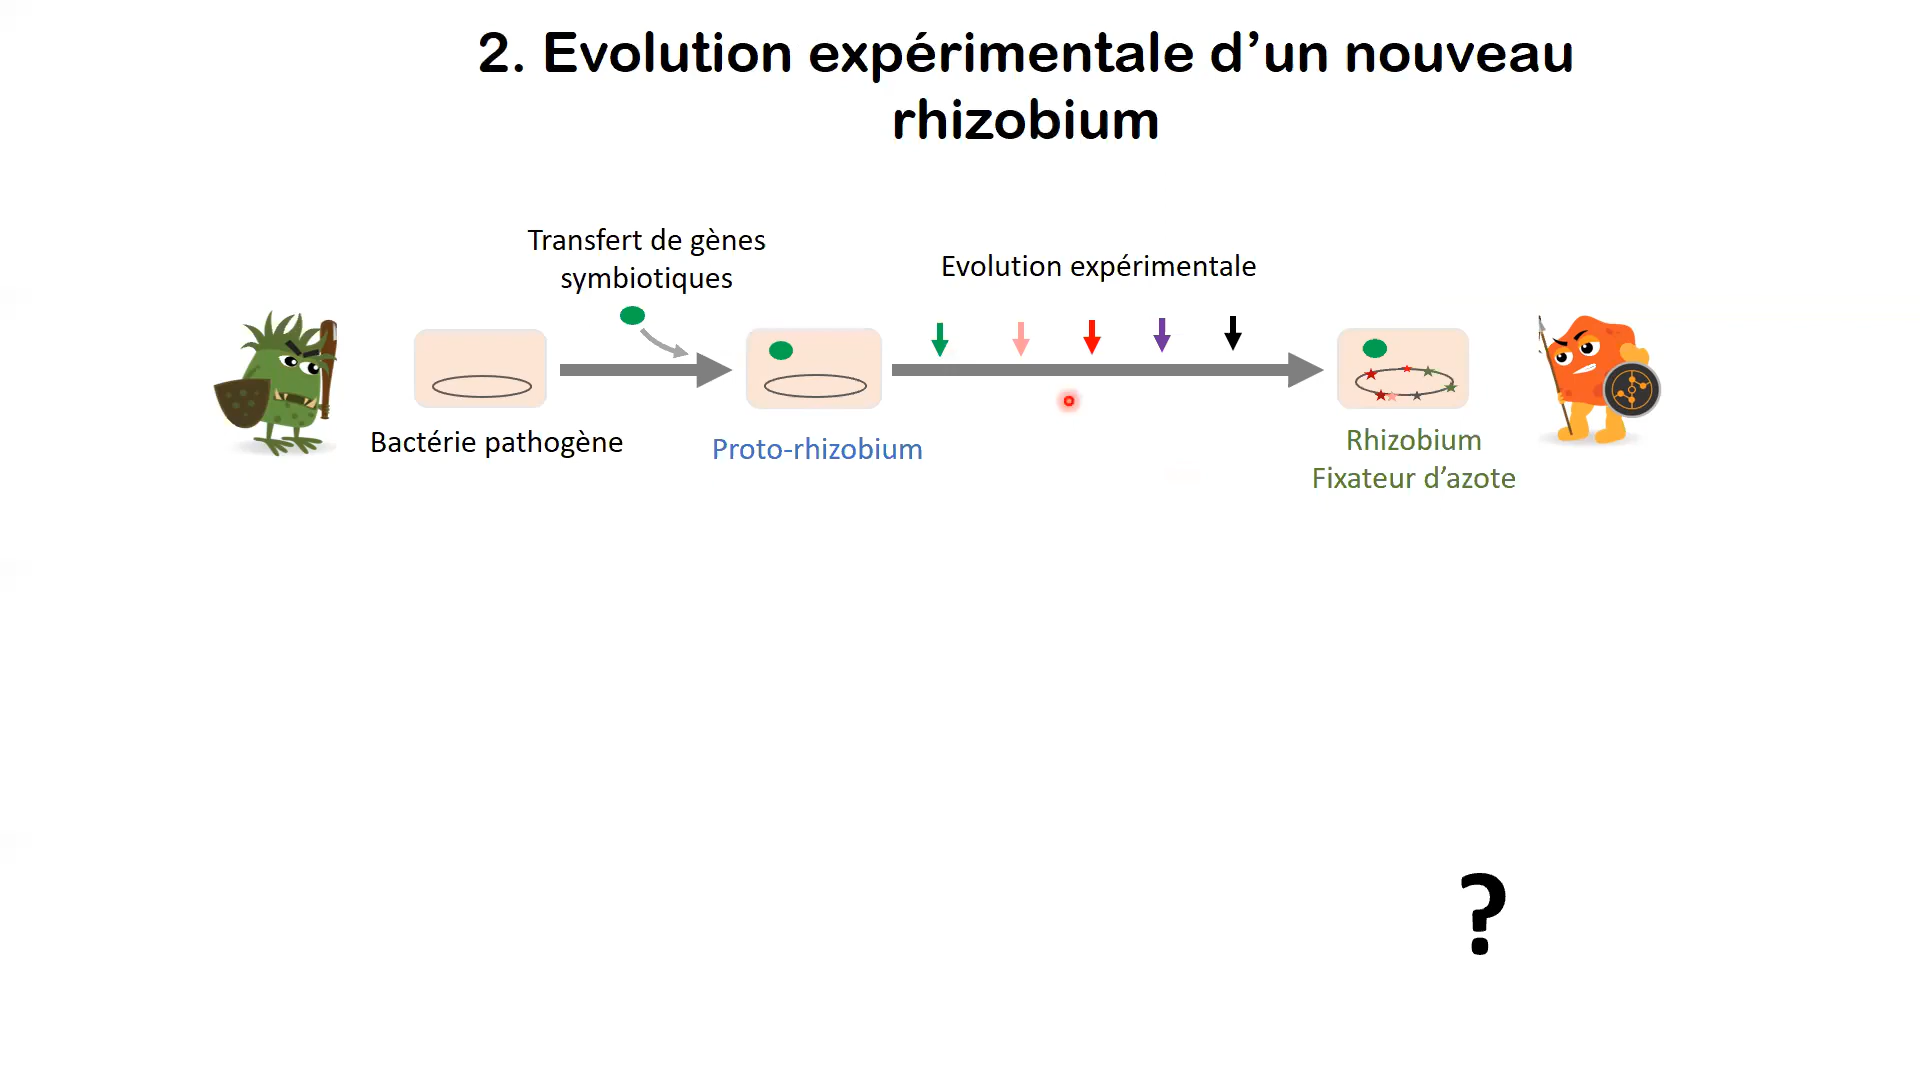 2. Evolution expérimentale d’un nouveau
rhizobium
Transfert de gènes
symbiotiques
Evolution expérimentale
Bactérie pathogène
Proto-rhizobium
Rhizobium
Fixateur d’azote
?